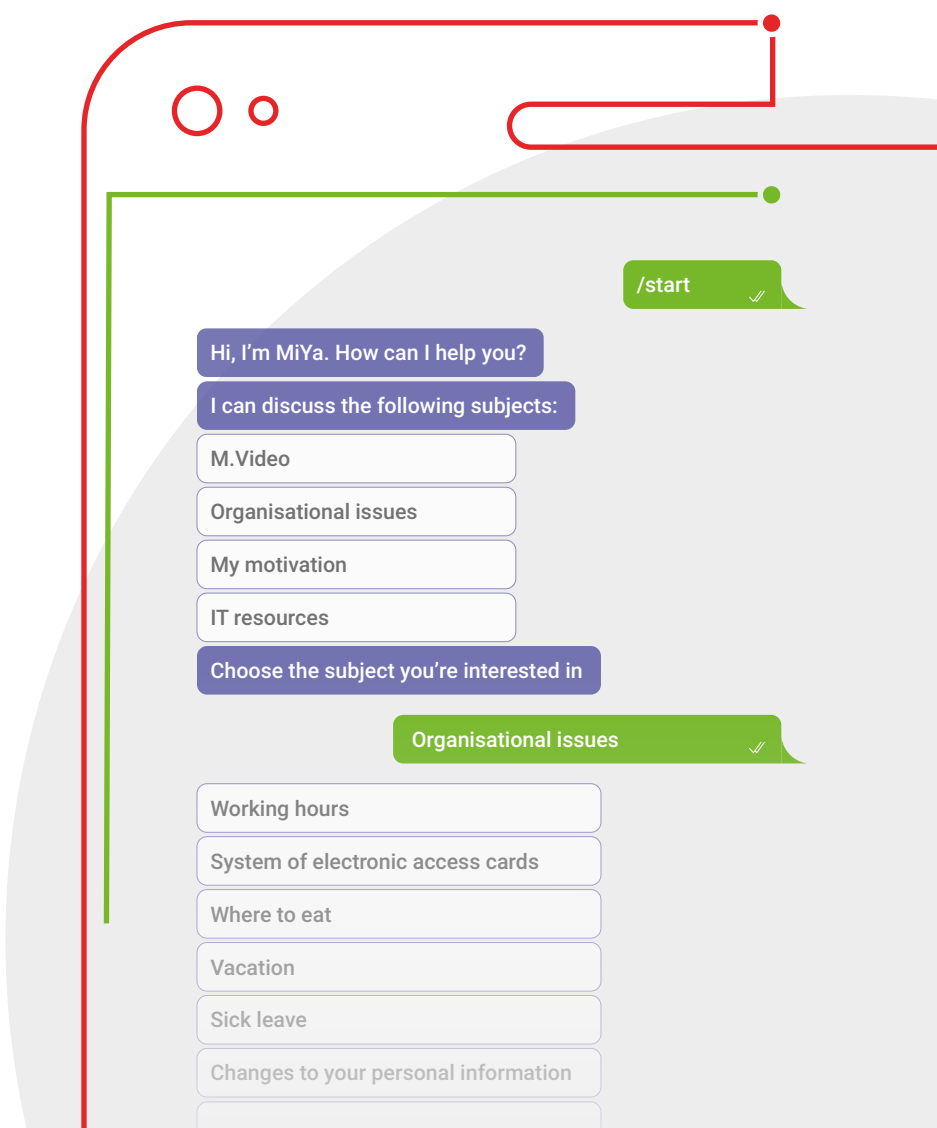 /start
Hi, I'm MiYa. How can I help you?
I can discuss the following subjects:
M.Video
Organisational issues
My motivation
IT resources
Choose the subject you're interested in
Organisational issues
Working hours
System of electronic access cards
Where to eat
Vacation
Sick leave
Changes to your personal information